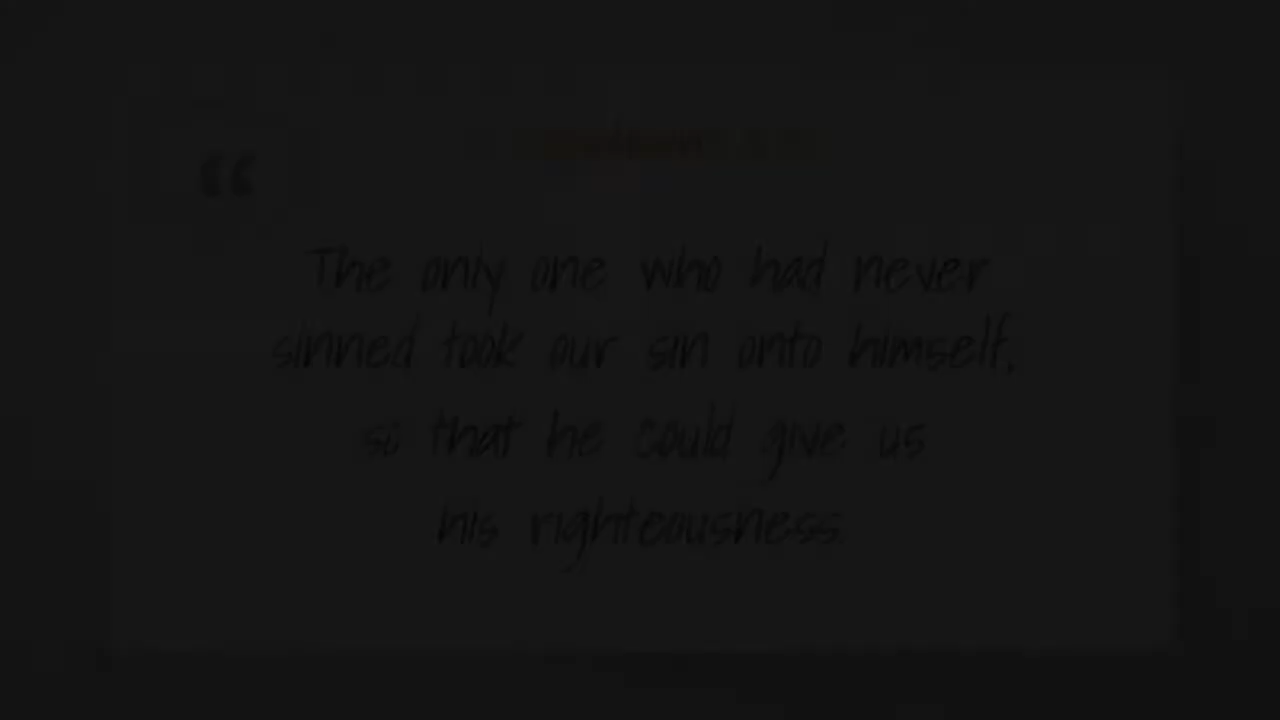 “
The only one who had never
sinned took our sin onto himself,
so that he could give us
his righteousness.